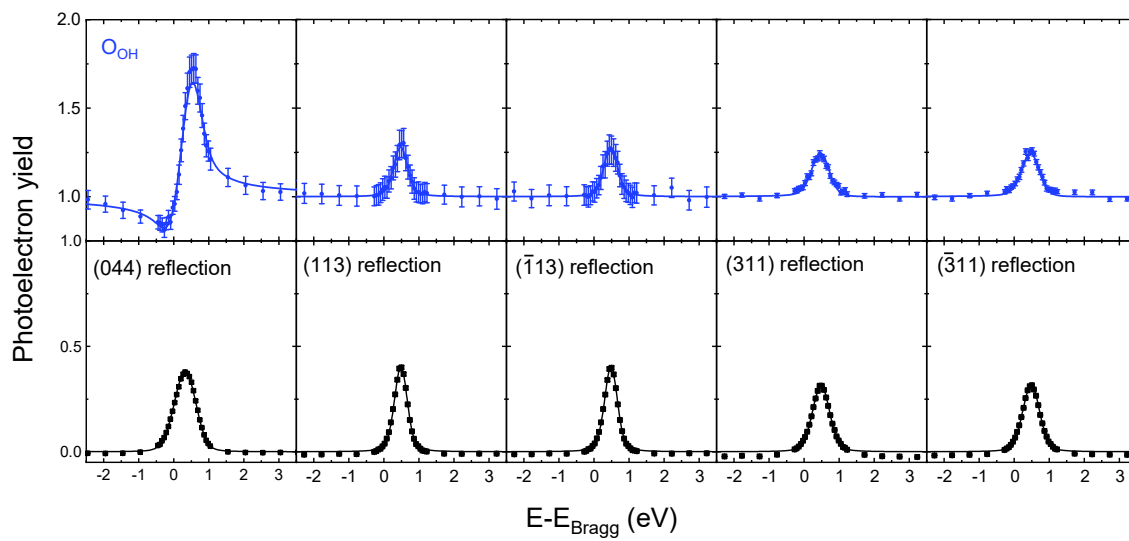 2.0
O_OH
1.5
1.0
Photoelectron yield
1.0
(044) reflection
(113) reflection
(1̄13) reflection
(311) reflection
(3̄11) reflection
0.5
0.0
-2 -1 0 1 2 3
-2 -1 0 1 2 3
-2 -1 0 1 2 3
-2 -1 0 1 2 3
-2 -1 0 1 2 3
E-E_Bragg (eV)